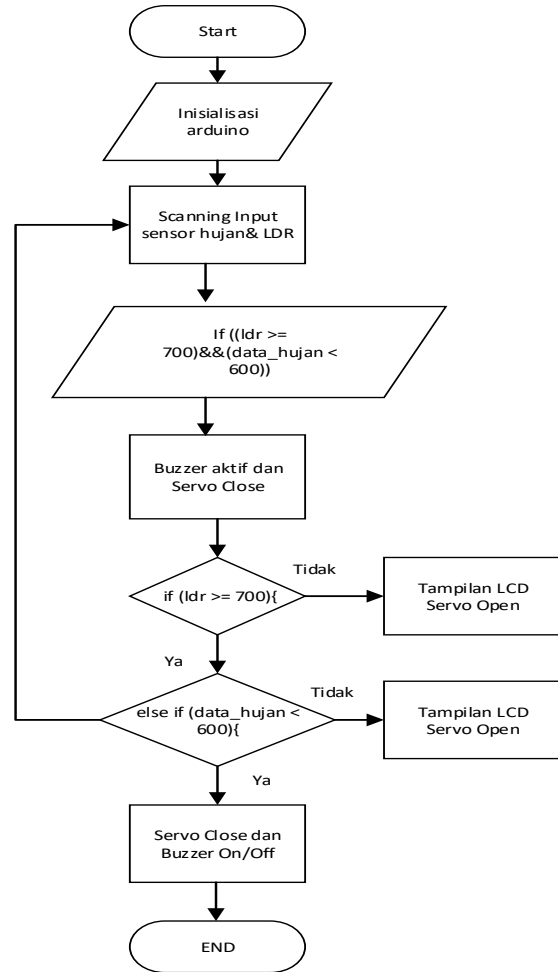 Start
Inisialisasi
arduino
Scanning Input
sensor hujan& LDR
If ((ldr >=
700)&&(data_hujan <
600))
Buzzer aktif dan
Servo Close
if (ldr >= 700){
Tidak
Tampilan LCD
Servo Open
Ya
else if (data_hujan <
600){
Tidak
Tampilan LCD
Servo Open
Ya
Servo Close dan
Buzzer On/Off
END